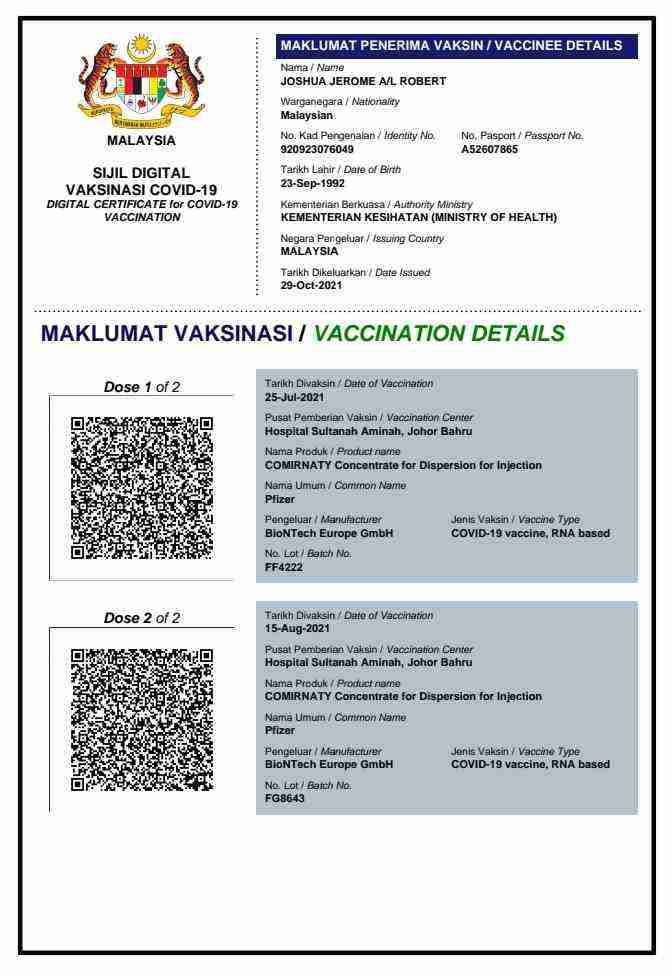 MALAYSIA
SIJIL DIGITAL
VAKSINASI COVID-19
DIGITAL CERTIFICATE for COVID-19
VACCINATION
MAKLUMAT PENERIMA VAKSIN / VACCINEE DETAILS
Nama / Name
JOSHUA JEROME A/L ROBERT
Warganegara / Nationality
Malaysian
No. Kad Pengenalan / Identity No. No. Pasport / Passport No.
920923076049 A52607865
Tarikh Lahir / Date of Birth
23-Sep-1992
Kementerian Berkuasa / Authority Ministry
KEMENTERIAN KESIHATAN (MINISTRY OF HEALTH)
Negara Pengeluar / Issuing Country
MALAYSIA
Tarikh Dikeluarkan / Date Issued
29-Oct-2021
MAKLUMAT VAKSINASI / VACCINATION DETAILS
Dose 1 of 2
Tarikh Divaksin / Date of Vaccination
25-Jul-2021
Pusat Pemberian Vaksin / Vaccination Center
Hospital Sultanah Aminah, Johor Bahru
Nama Produk / Product name
COMIRNATY Concentrate for Dispersion for Injection
Nama Umum / Common Name
Pfizer
Pengeluar / Manufacturer Jenis Vaksin / Vaccine Type
BioNTech Europe GmbH COVID-19 vaccine, RNA based
No. Lot / Batch No.
FF4222
Dose 2 of 2
Tarikh Divaksin / Date of Vaccination
15-Aug-2021
Pusat Pemberian Vaksin / Vaccination Center
Hospital Sultanah Aminah, Johor Bahru
Nama Produk / Product name
COMIRNATY Concentrate for Dispersion for Injection
Nama Umum / Common Name
Pfizer
Pengeluar / Manufacturer Jenis Vaksin / Vaccine Type
BioNTech Europe GmbH COVID-19 vaccine, RNA based
No. Lot / Batch No.
FG8643